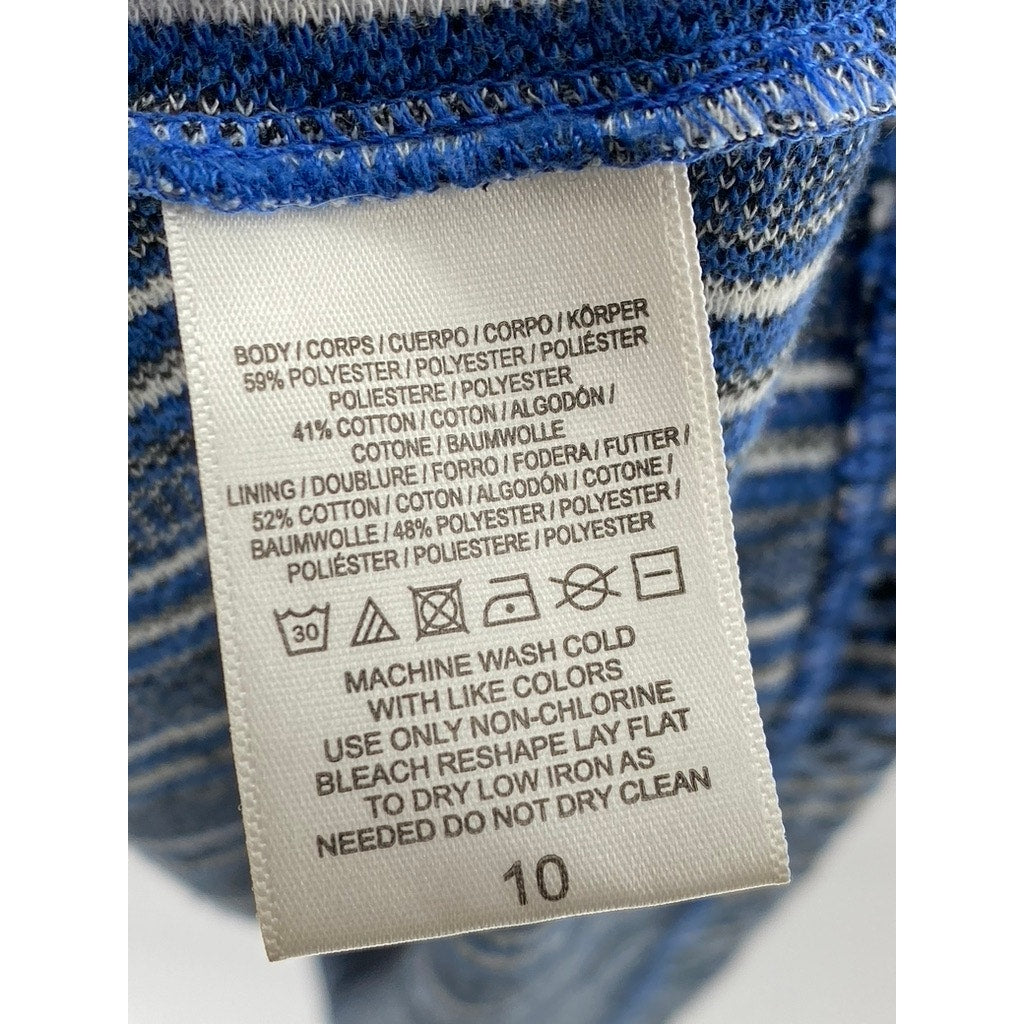 BODY / CORPS / CUERPO / CORPO / KÖRPER
59% POLYESTER / POLYESTER / POLIÉSTER
POLIESTERE / POLYESTER
41% COTTON / COTON / ALGODÓN /
COTONE / BAUMWOLLE
LINING / DOUBLURE / FORRO / FODERA / FUTTER /
52% COTTON / COTON / ALGODÓN / COTONE /
BAUMWOLLE / 48% POLYESTER / POLYESTER /
POLIÉSTER / POLIESTERE / POLYESTER
30
MACHINE WASH COLD
WITH LIKE COLORS
USE ONLY NON-CHLORINE
BLEACH RESHAPE LAY FLAT
TO DRY LOW IRON AS
NEEDED DO NOT DRY CLEAN
10